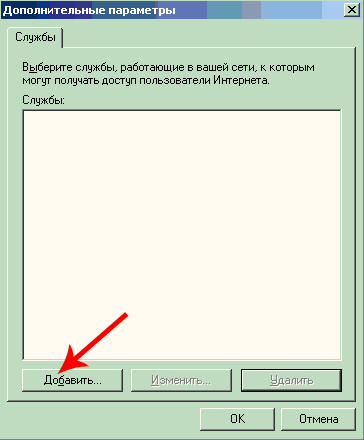 Дополнительные параметры
Службы
Выберите службы, работающие в вашей сети, к которым
могут получать доступ пользователи Интернета.
Службы:
Добавить... Изменить... Удалить
OK Отмена